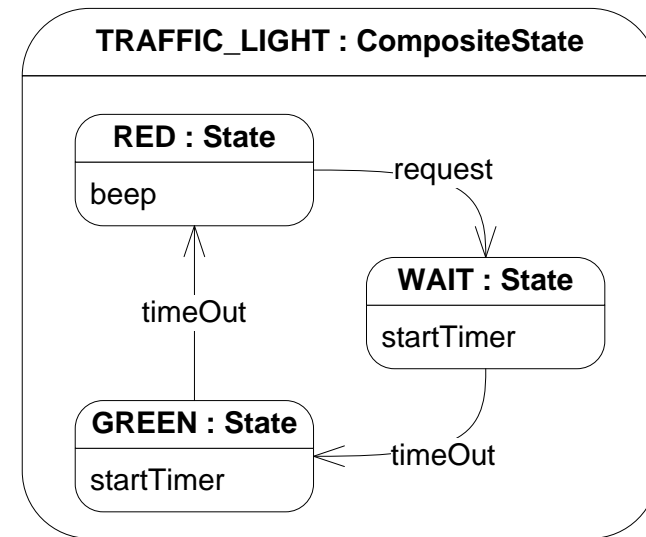 TRAFFIC_LIGHT : CompositeState
RED : State
beep
request
WAIT : State
startTimer
timeOut
GREEN : State
startTimer
timeOut